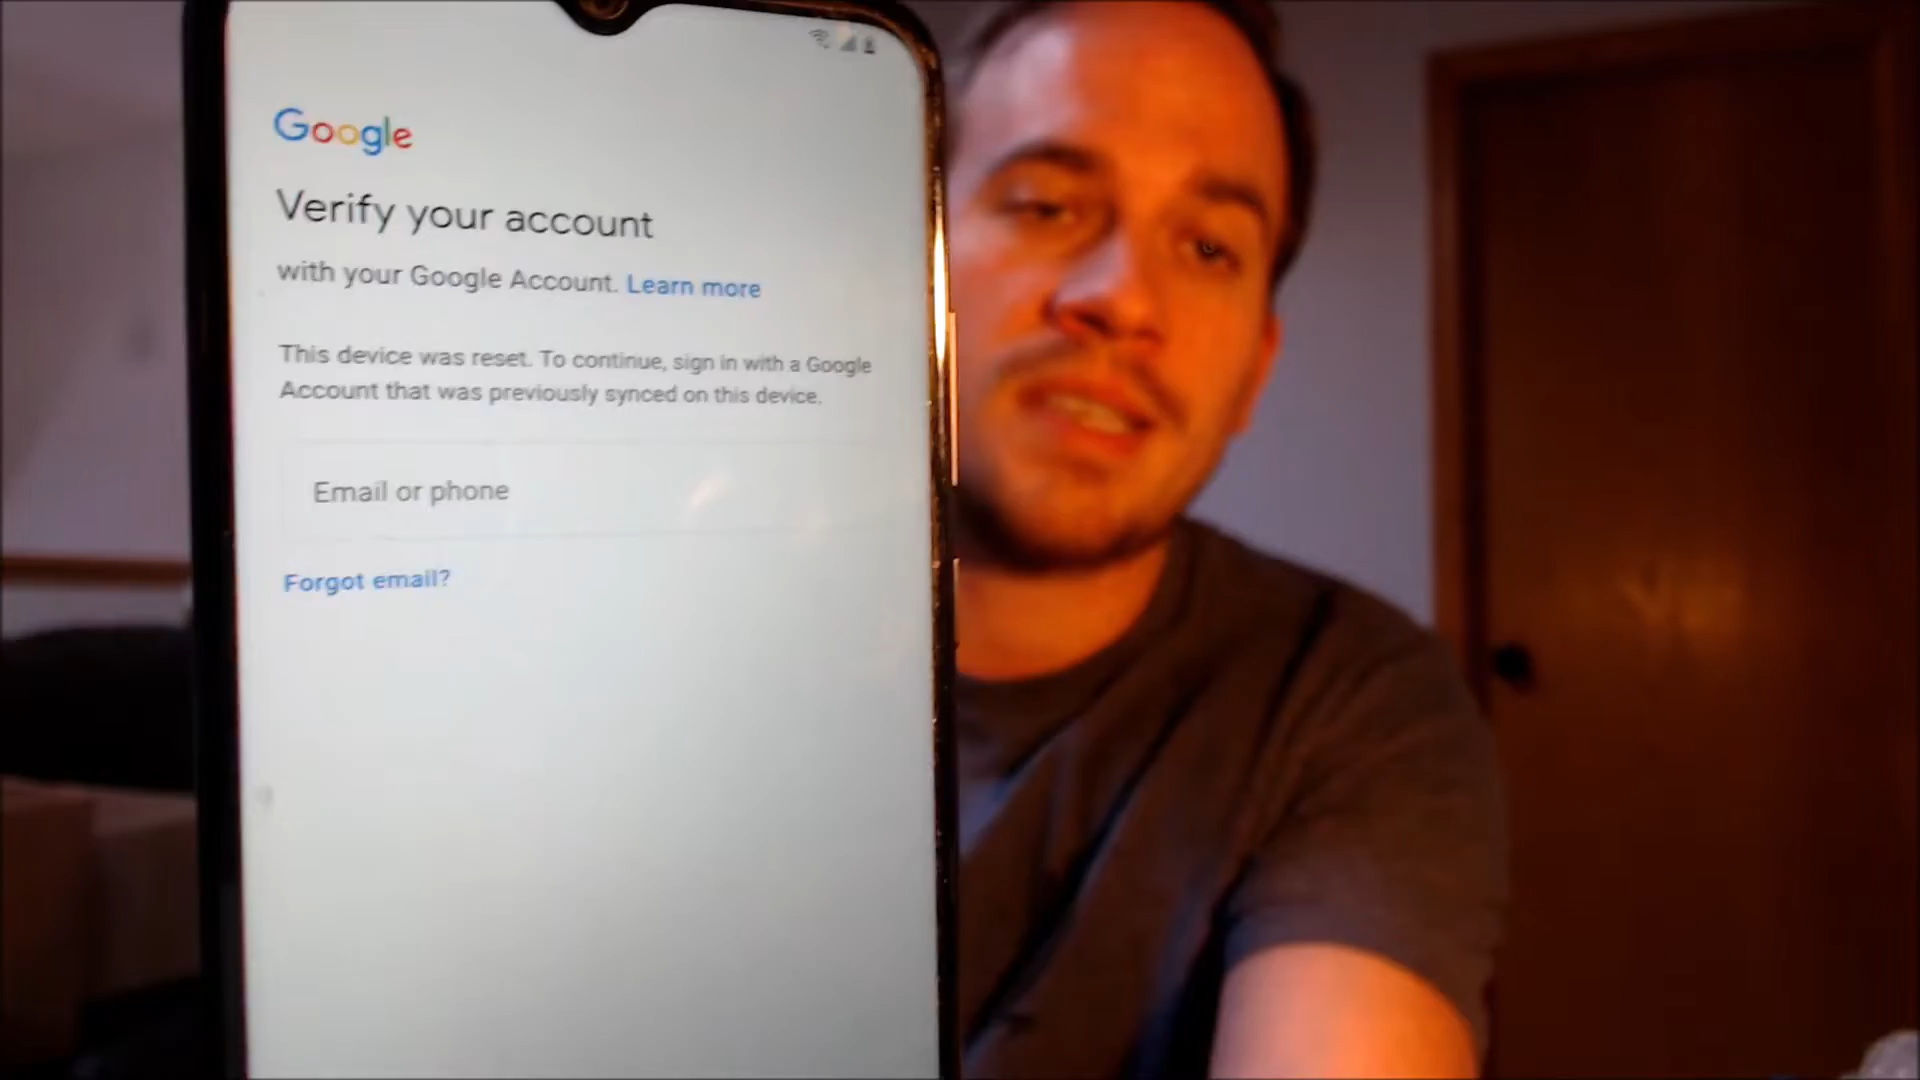 Google
Verify your account
with your Google Account. Learn more
This device was reset. To continue, sign in with a Google
Account that was previously synced on this device.
Email or phone
Forgot email?